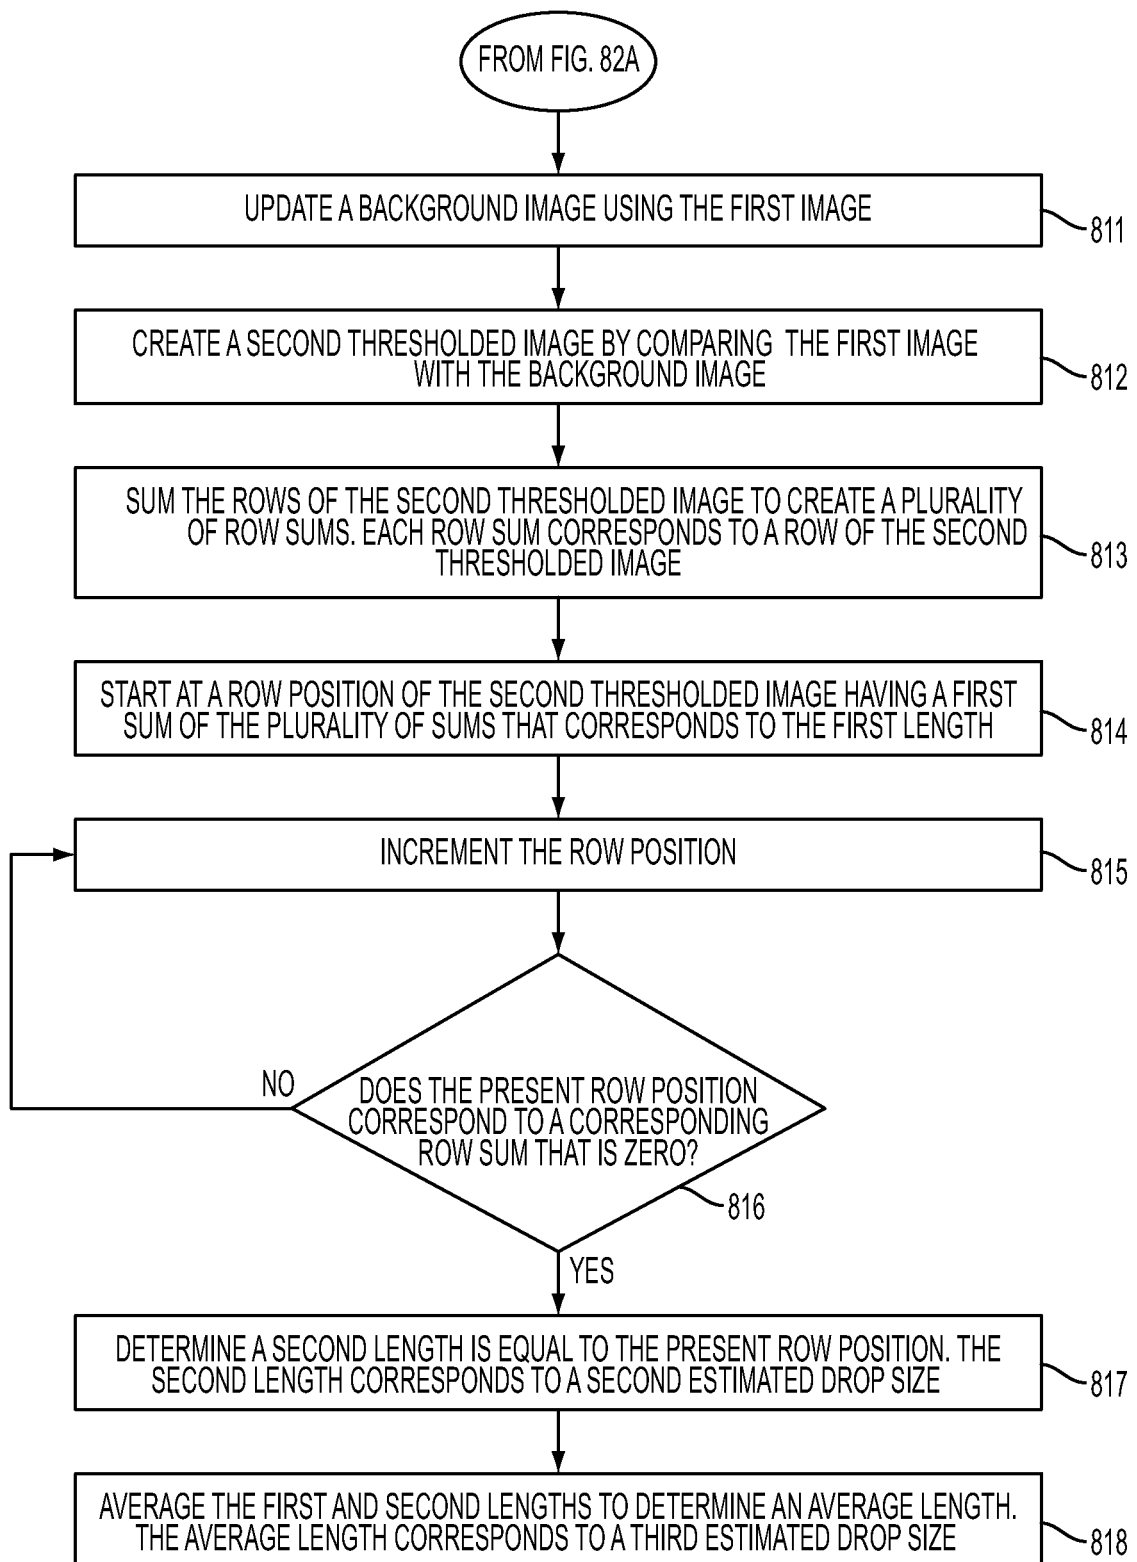 FROM FIG. 82A
UPDATE A BACKGROUND IMAGE USING THE FIRST IMAGE
811
CREATE A SECOND THRESHOLDED IMAGE BY COMPARING THE FIRST IMAGE
WITH THE BACKGROUND IMAGE
812
SUM THE ROWS OF THE SECOND THRESHOLDED IMAGE TO CREATE A PLURALITY
OF ROW SUMS. EACH ROW SUM CORRESPONDS TO A ROW OF THE SECOND
THRESHOLDED IMAGE
813
START AT A ROW POSITION OF THE SECOND THRESHOLDED IMAGE HAVING A FIRST
SUM OF THE PLURALITY OF SUMS THAT CORRESPONDS TO THE FIRST LENGTH
814
INCREMENT THE ROW POSITION
815
NO
DOES THE PRESENT ROW POSITION
CORRESPOND TO A CORRESPONDING
ROW SUM THAT IS ZERO?
816
YES
DETERMINE A SECOND LENGTH IS EQUAL TO THE PRESENT ROW POSITION. THE
SECOND LENGTH CORRESPONDS TO A SECOND ESTIMATED DROP SIZE
817
AVERAGE THE FIRST AND SECOND LENGTHS TO DETERMINE AN AVERAGE LENGTH.
THE AVERAGE LENGTH CORRESPONDS TO A THIRD ESTIMATED DROP SIZE
818